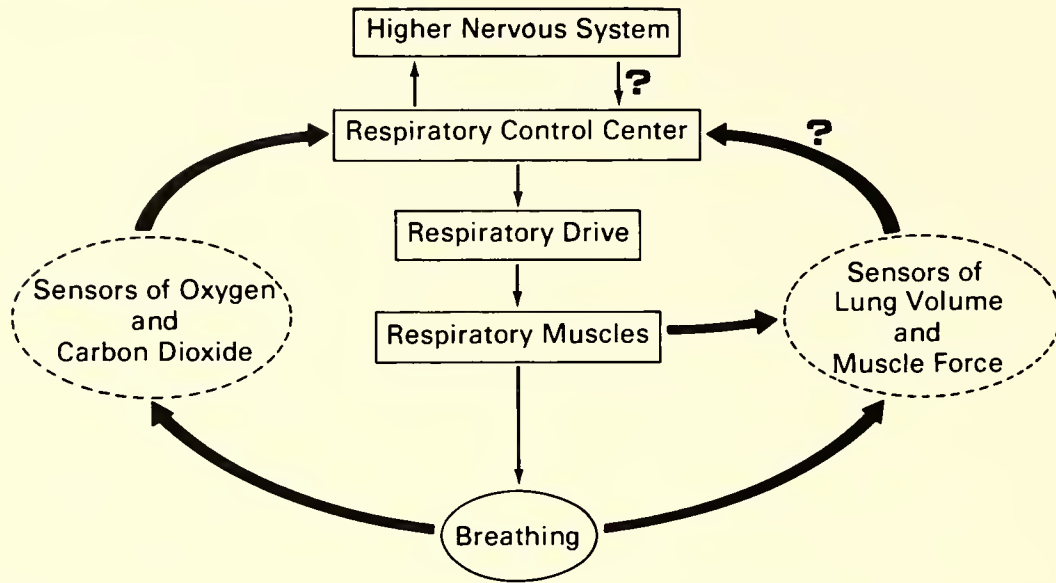 Higher Nervous System
?
Respiratory Control Center
?
Respiratory Drive
Sensors of Oxygen
and
Carbon Dioxide
Respiratory Muscles
Sensors of
Lung Volume
and
Muscle Force
Breathing